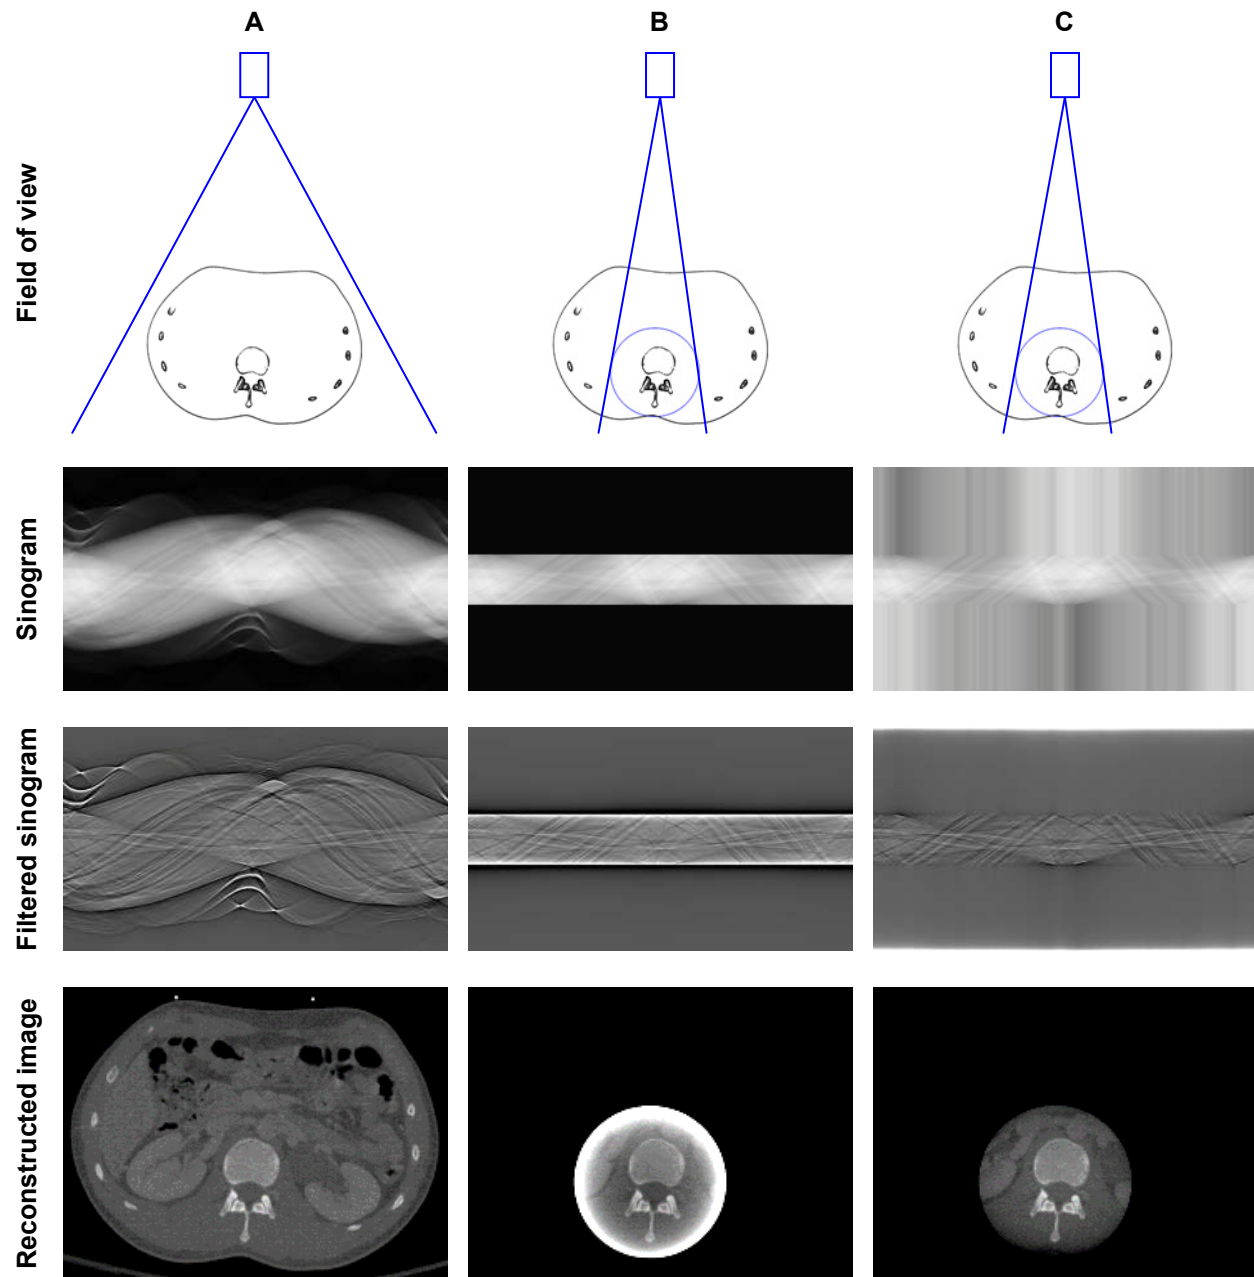 A
B
C
Field of view
Sinogram
Filtered sinogram
Reconstructed image